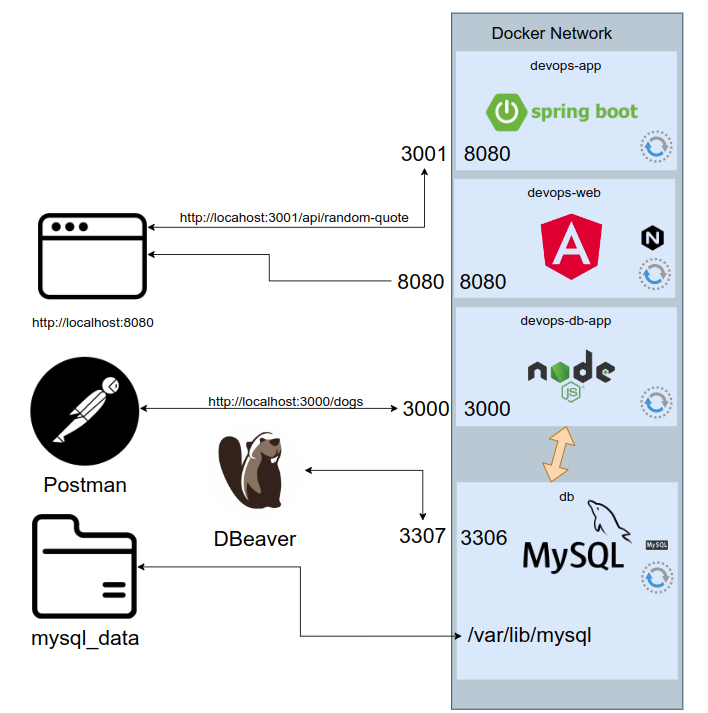 Docker Network
devops-app
spring boot
3001 8080
http://locahost:3001/api/random-quote
devops-web
N
A
8080 8080
http://localhost:8080
devops-db-app
node
JS
http://localhost:3000/dogs
3000 3000
Postman
DBeaver
db
3307 3306
MySQL
MySQL
mysql_data
/var/lib/mysql